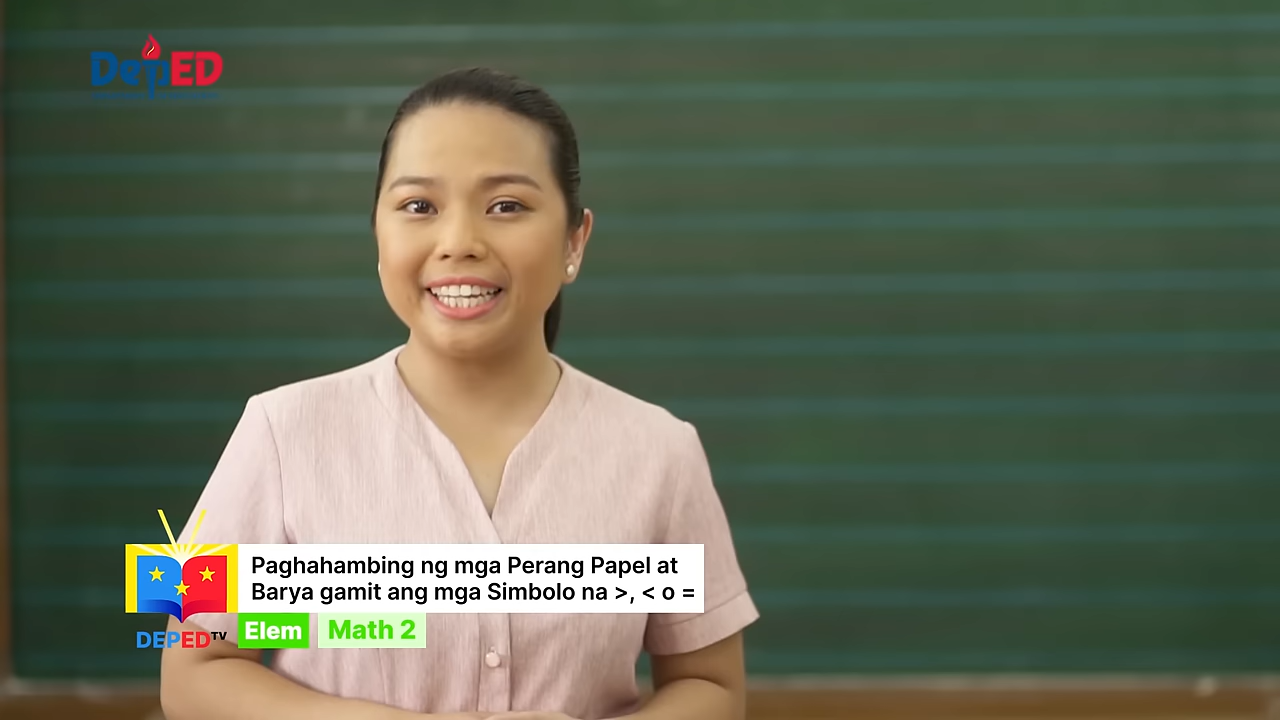 DepED
Paghahambing ng mga Perang Papel at
Barya gamit ang mga Simbolo na >, < o =
DEPED TV
Elem
Math 2